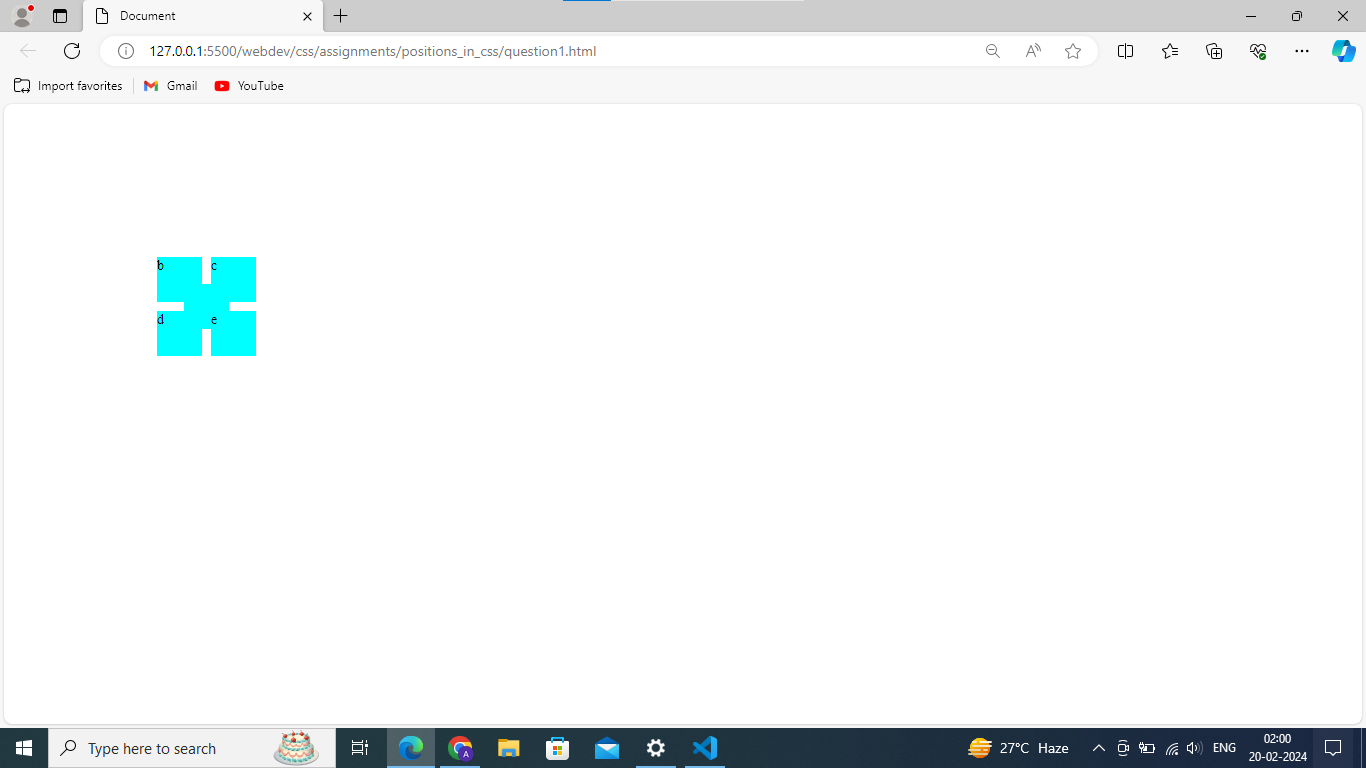 Document
127.0.0.1:5500/webdev/css/assignments/positions_in_css/question1.html
Import favorites Gmail YouTube
b c
d e
Type here to search 27°C Haze ENG 02:00
20-02-2024